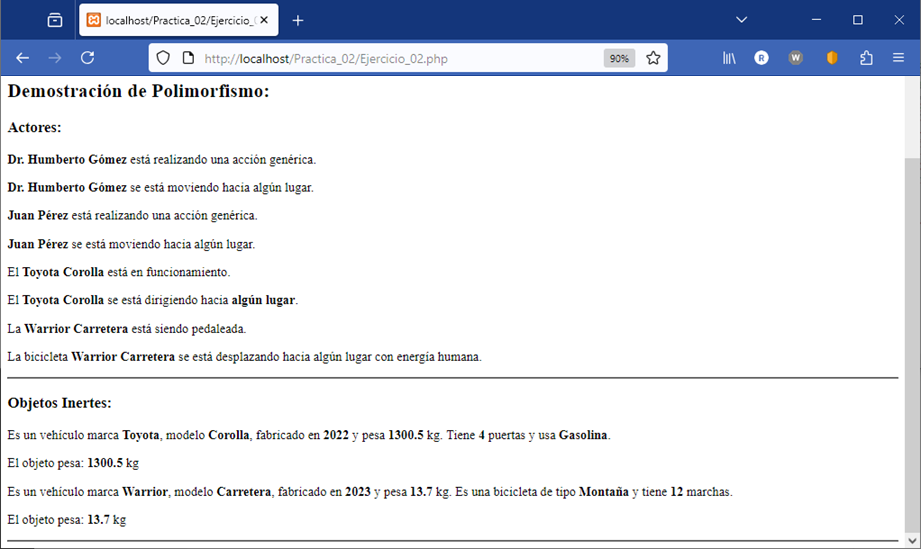 localhost/Practica_02/Ejercicio_0
http://localhost/Practica_02/Ejercicio_02.php
90%
R
W
Demostración de Polimorfismo:
Actores:
Dr. Humberto Gómez está realizando una acción genérica.
Dr. Humberto Gómez se está moviendo hacia algún lugar.
Juan Pérez está realizando una acción genérica.
Juan Pérez se está moviendo hacia algún lugar.
El Toyota Corolla está en funcionamiento.
El Toyota Corolla se está dirigiendo hacia algún lugar.
La Warrior Carretera está siendo pedaleada.
La bicicleta Warrior Carretera se está desplazando hacia algún lugar con energía humana.
Objetos Inertes:
Es un vehículo marca Toyota, modelo Corolla, fabricado en 2022 y pesa 1300.5 kg. Tiene 4 puertas y usa Gasolina.
El objeto pesa: 1300.5 kg
Es un vehículo marca Warrior, modelo Carretera, fabricado en 2023 y pesa 13.7 kg. Es una bicicleta de tipo Montaña y tiene 12 marchas.
El objeto pesa: 13.7 kg